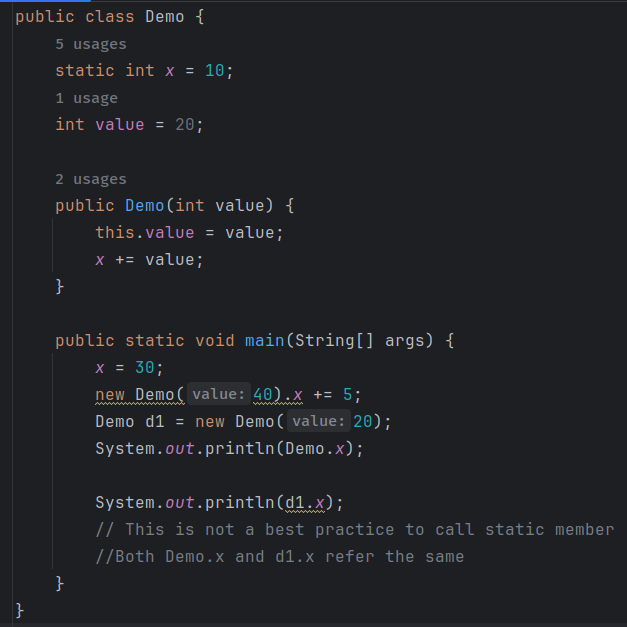 public class Demo {
5 usages
static int x = 10;
1 usage
int value = 20;
2 usages
public Demo(int value) {
this.value = value;
x += value;
}
public static void main(String[] args) {
x = 30;
new Demo( value: 40).x += 5;
Demo d1 = new Demo( value: 20);
System.out.println(Demo.x);
System.out.println(d1.x);
// This is not a best practice to call static member
//Both Demo.x and d1.x refer the same
}
}